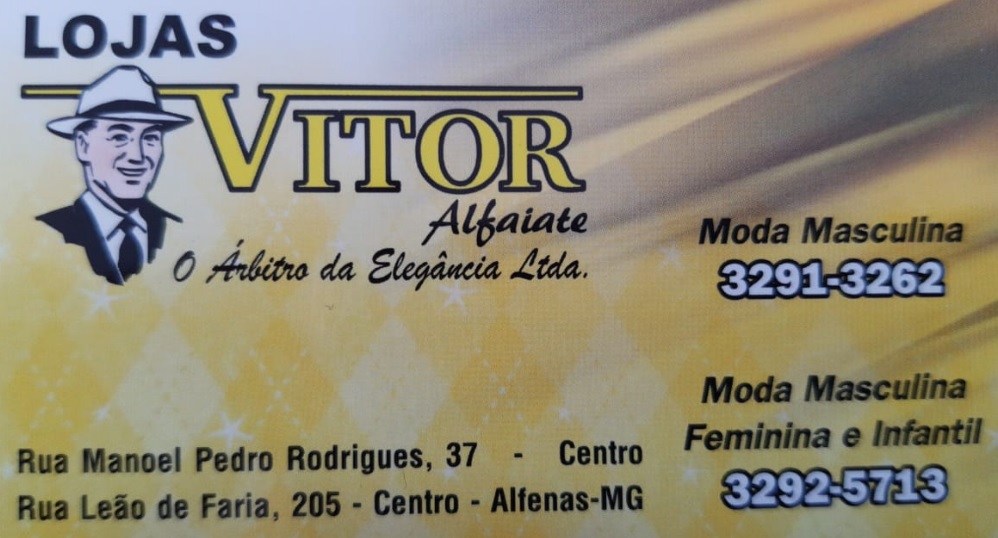 LOJAS
VITOR
Alfaiate
O Árbitro da Elegância Ltda.
Moda Masculina
3291-3262
Moda Masculina
Feminina e Infantil
3292-5713
Rua Manoel Pedro Rodrigues, 37 - Centro
Rua Leão de Faria, 205 - Centro - Alfenas-MG